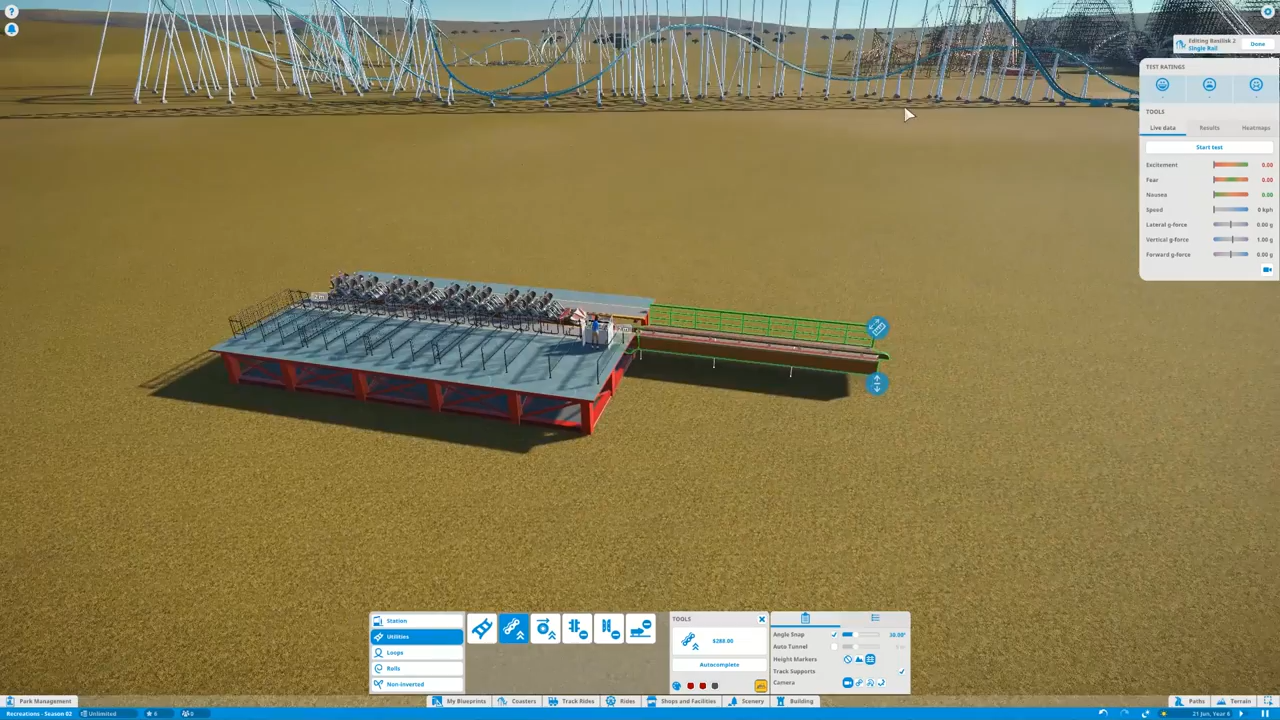 Editing Basilisk 2
Single Rail
Done
TEST RATINGS
TOOLS
Live data
Results
Heatmaps
Start test
Excitement 0.00
Fear 0.00
Nausea 0.00
Speed 0 kph
Lateral g-force 0.00 g
Vertical g-force 1.00 g
Forward g-force 0.00 g
Station
Utilities
Loops
Rolls
Non-inverted
TOOLS
$288.00
Autocomplete
Angle Snap 30.00°
Auto Tunnel
Height Markers
Track Supports
Camera
Park Management
My Blueprints
Coasters
Track Rides
Rides
Shops and Facilities
Scenery
Building
Paths
Terrain
Recreations - Season 02
Unlimited
21 Jun, Year 6